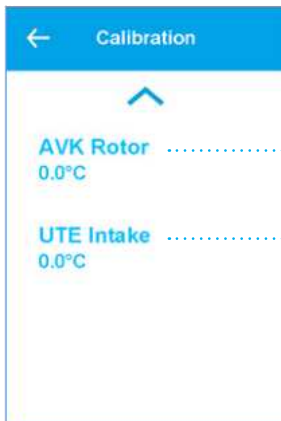 Calibration
AVK Rotor
0.0°C
UTE Intake
0.0°C